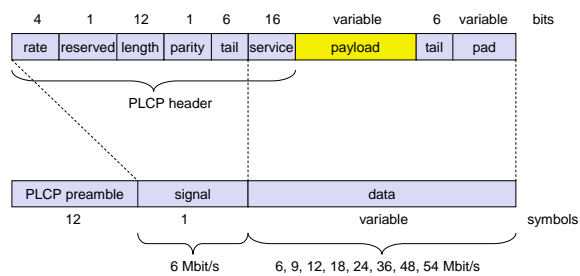 4 1 12 1 6 16 variable 6 variable bits
rate reserved length parity tail service payload tail pad
PLCP header
PLCP preamble signal data
12 1 variable symbols
6 Mbit/s 6, 9, 12, 18, 24, 36, 48, 54 Mbit/s